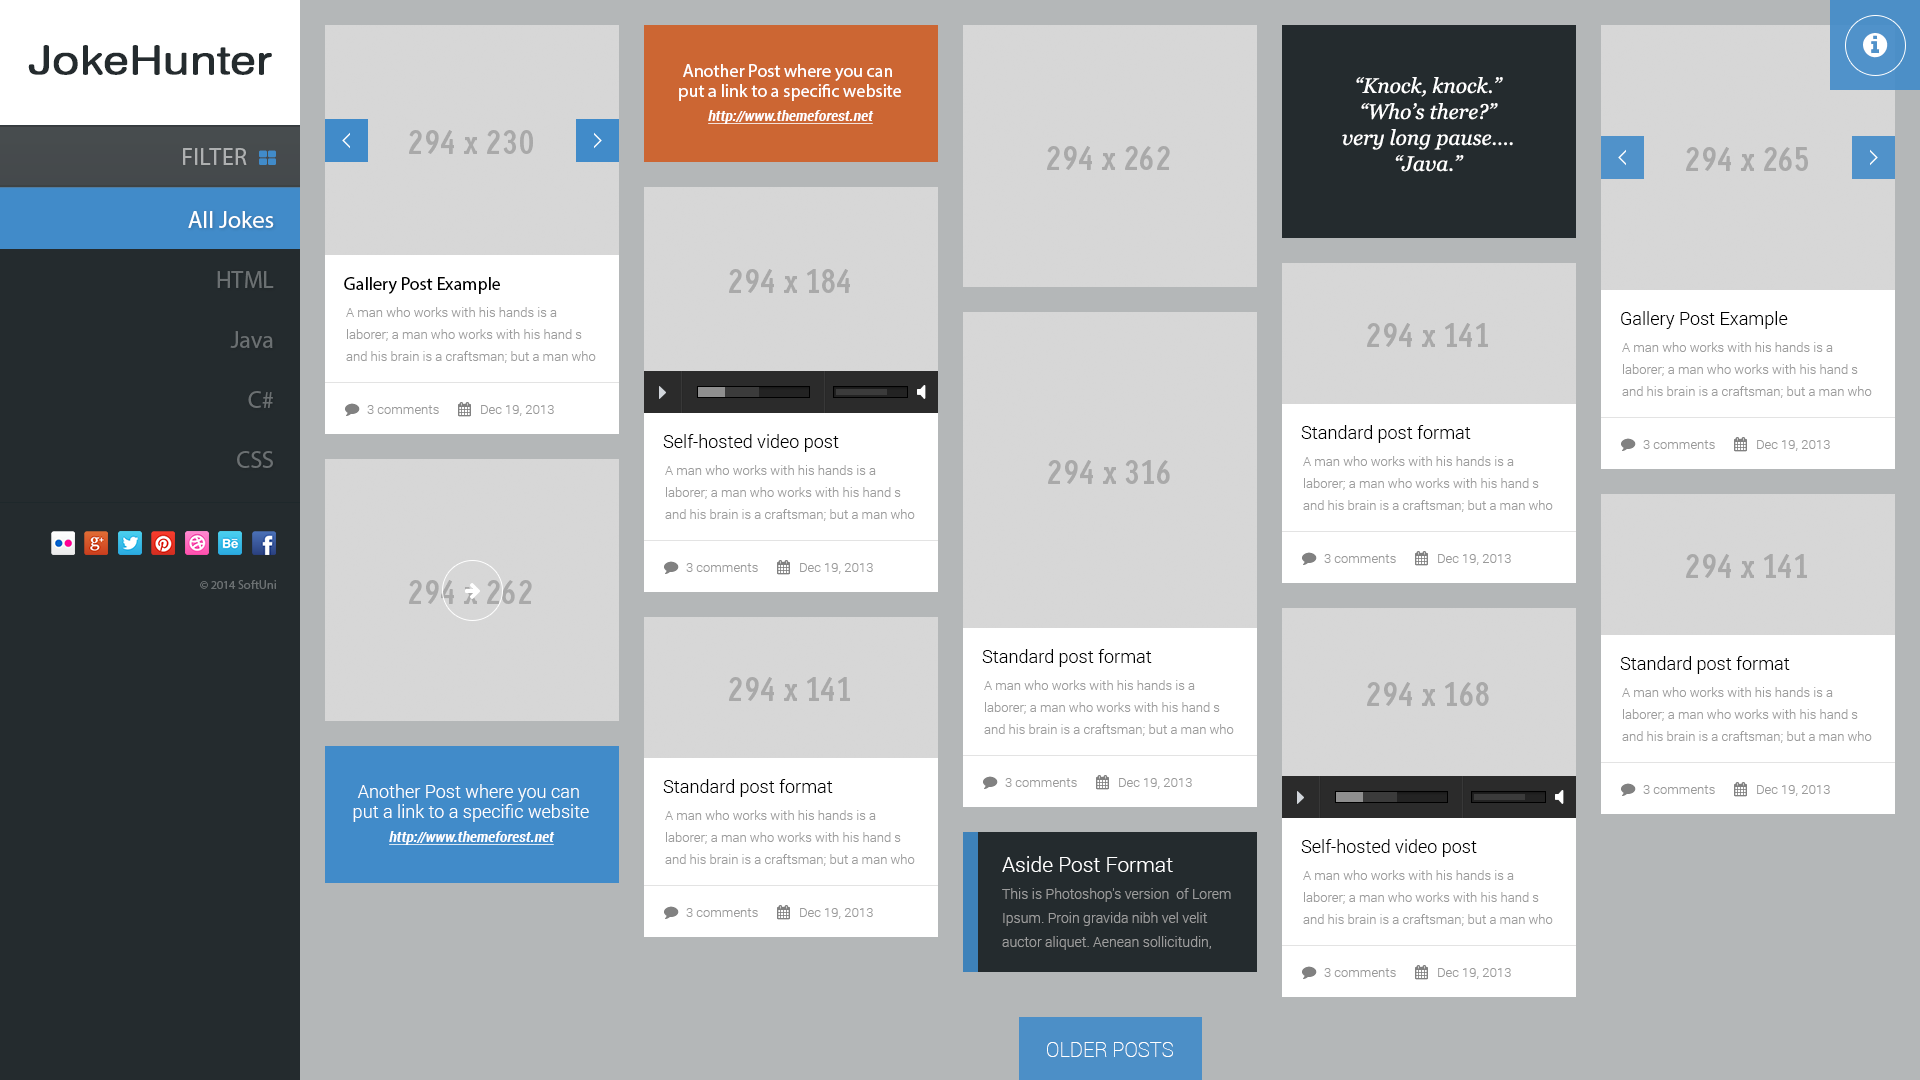 JokeHunter
FILTER
All Jokes
HTML
Java
C#
CSS
© 2014 SoftUni
294 x 230
Gallery Post Example
A man who works with his hands is a
laborer; a man who works with his hand s
and his brain is a craftsman; but a man who
3 comments Dec 19, 2013
294 x 262
Another Post where you can
put a link to a specific website
http://www.themeforest.net
Another Post where you can
put a link to a specific website
http://www.themeforest.net
294 x 184
Self-hosted video post
A man who works with his hands is a
laborer; a man who works with his hand s
and his brain is a craftsman; but a man who
3 comments Dec 19, 2013
294 x 141
Standard post format
A man who works with his hands is a
laborer; a man who works with his hand s
and his brain is a craftsman; but a man who
3 comments Dec 19, 2013
294 x 262
294 x 316
Standard post format
A man who works with his hands is a
laborer; a man who works with his hand s
and his brain is a craftsman; but a man who
3 comments Dec 19, 2013
Aside Post Format
This is Photoshop's version of Lorem
Ipsum. Proin gravida nibh vel velit
auctor aliquet. Aenean sollicitudin,
“Knock, knock.”
“Who’s there?”
very long pause....
“Java.”
294 x 141
Standard post format
A man who works with his hands is a
laborer; a man who works with his hand s
and his brain is a craftsman; but a man who
3 comments Dec 19, 2013
294 x 168
Self-hosted video post
A man who works with his hands is a
laborer; a man who works with his hand s
and his brain is a craftsman; but a man who
3 comments Dec 19, 2013
294 x 265
Gallery Post Example
A man who works with his hands is a
laborer; a man who works with his hand s
and his brain is a craftsman; but a man who
3 comments Dec 19, 2013
294 x 141
Standard post format
A man who works with his hands is a
laborer; a man who works with his hand s
and his brain is a craftsman; but a man who
3 comments Dec 19, 2013
OLDER POSTS